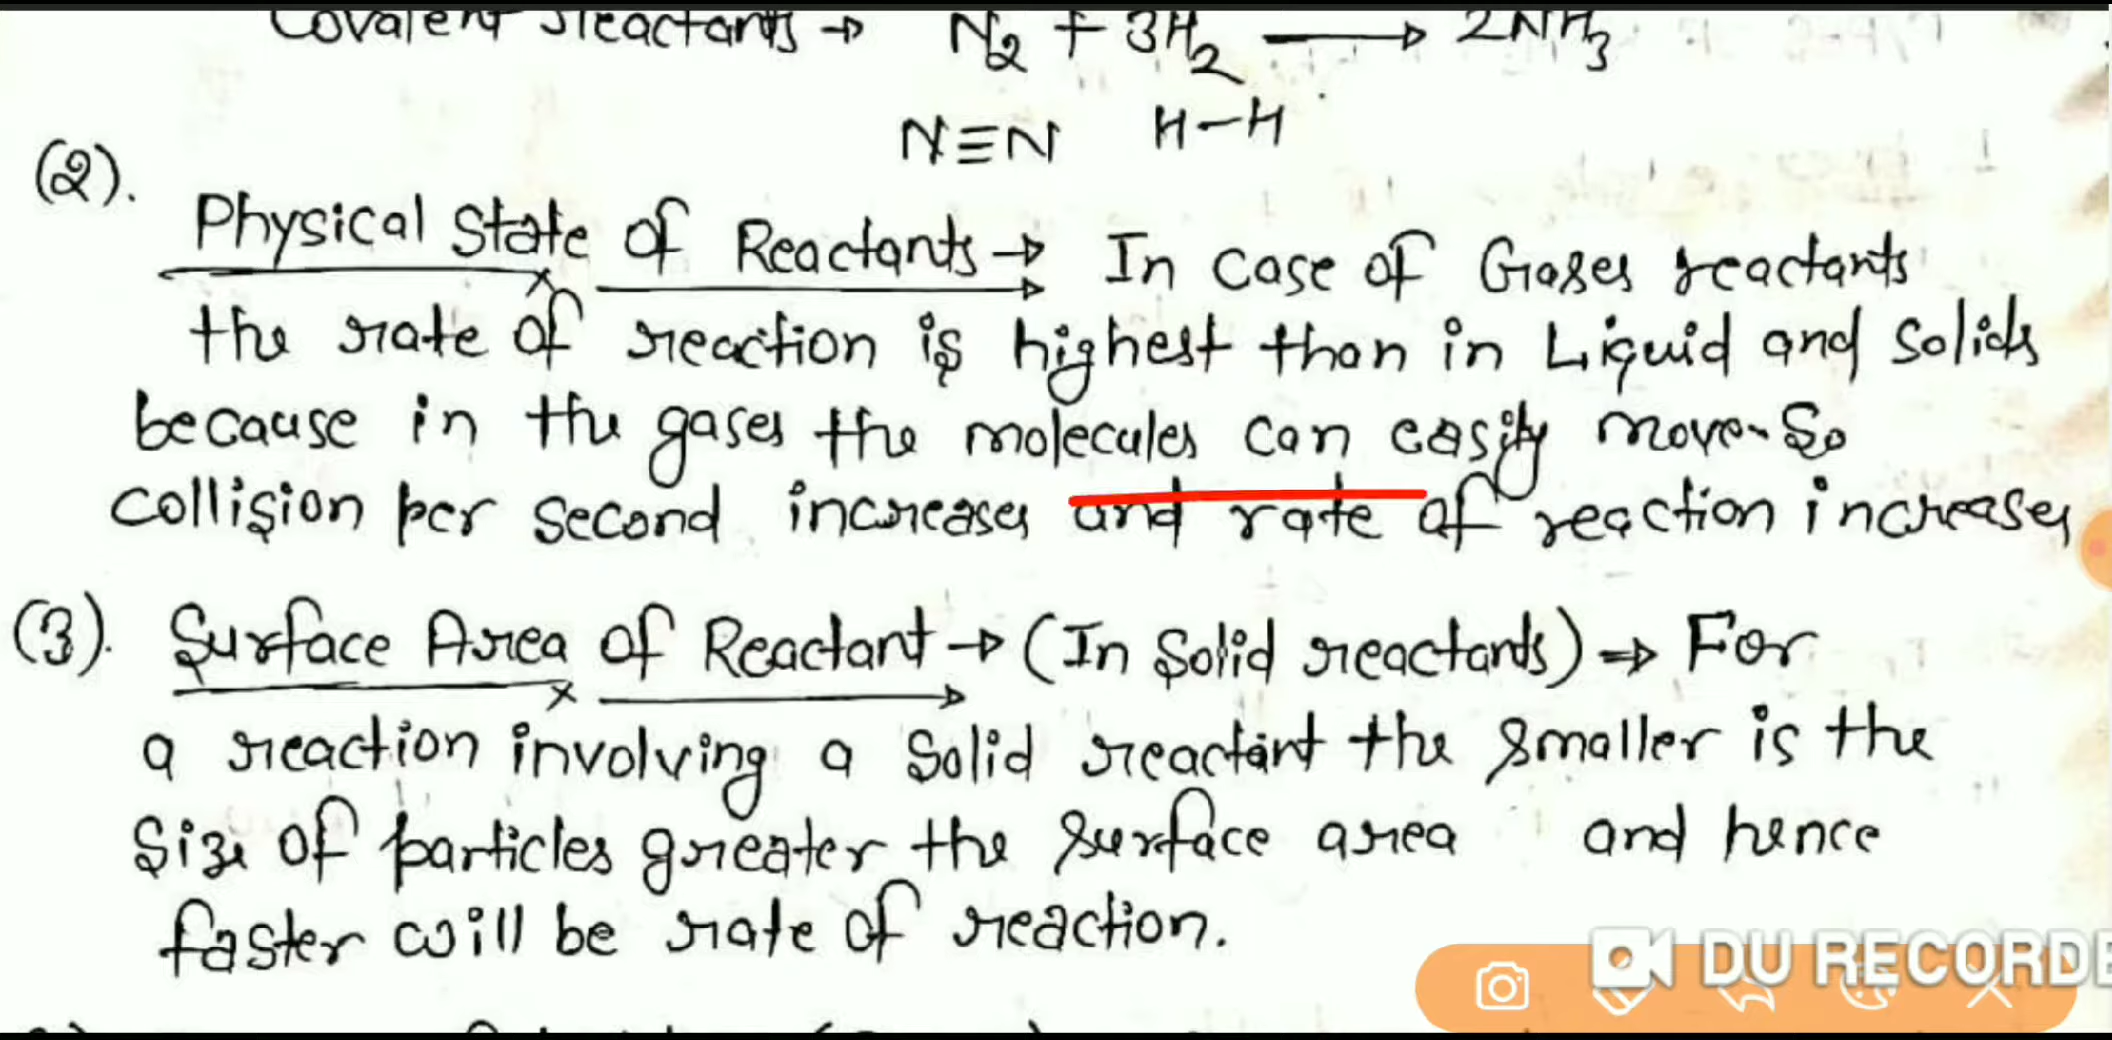 Covalent reactants → N₂ + 3H₂ → 2NH₃
N≡N H-H
(2).
Physical State of Reactants → In case of Gases reactants
the rate of reaction is highest than in Liquid and Solids
because in the gases the molecules can easily move. So
collision per second increases and rate of reaction increases
(3). Surface Area of Reactant → (In Solid reactants) ⇒ For
a reaction involving a Solid reactant the smaller is the
Size of particles greater the surface area and hence
faster will be rate of reaction.
DU RECORDE